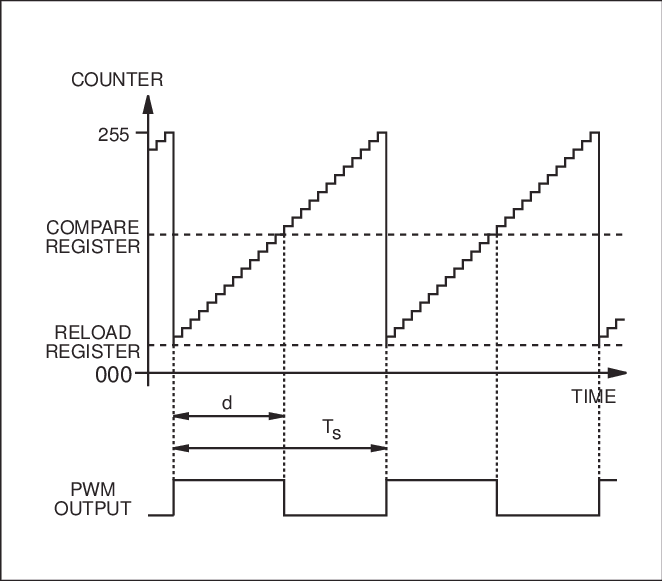 COUNTER
255
COMPARE
REGISTER
RELOAD
REGISTER
000
TIME
d
Ts
PWM
OUTPUT